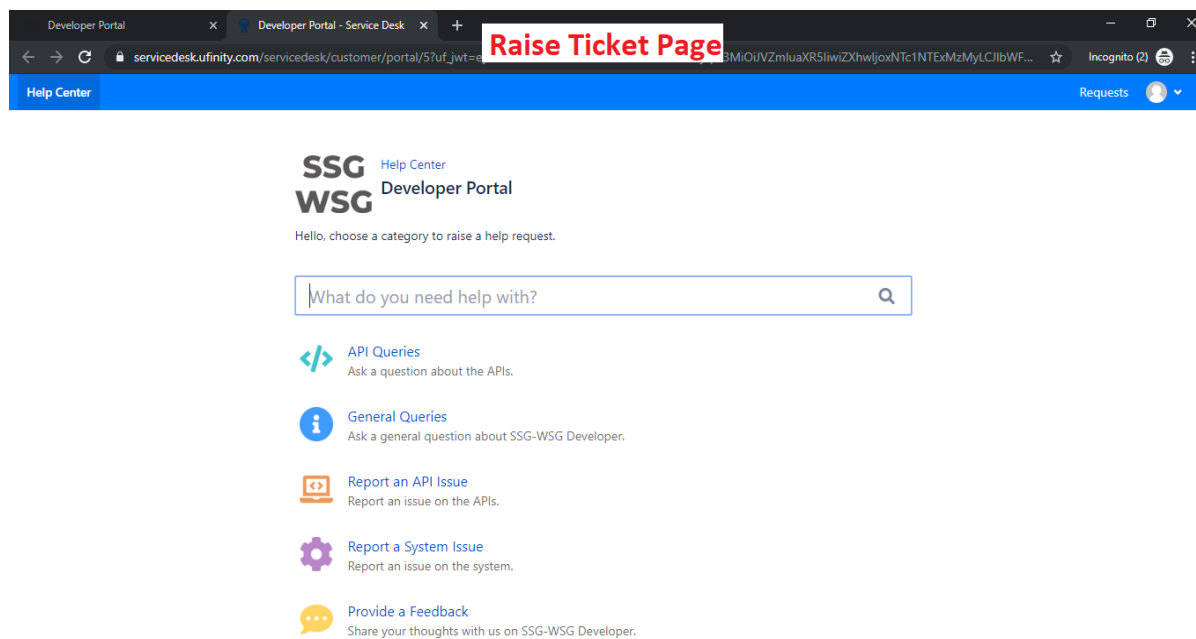 Developer Portal
Developer Portal - Service Desk
Raise Ticket Page
servicedesk.ufinity.com/servicedesk/customer/portal/5?uf_jwt=e
Incognito (2)
Help Center
Requests
SSG
WSG
Help Center
Developer Portal
Hello, choose a category to raise a help request.
What do you need help with?
API Queries
Ask a question about the APIs.
General Queries
Ask a general question about SSG-WSG Developer.
Report an API Issue
Report an issue on the APIs.
Report a System Issue
Report an issue on the system.
Provide a Feedback
Share your thoughts with us on SSG-WSG Developer.